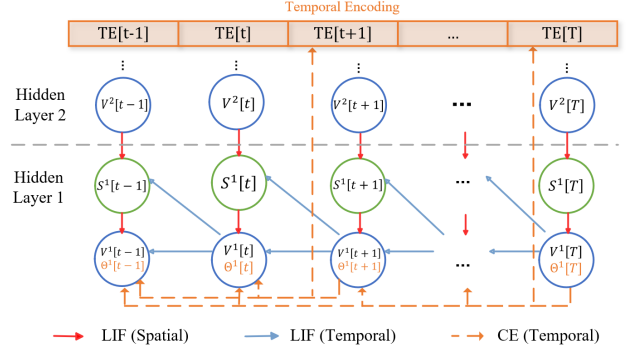 Temporal Encoding
TE[t-1] TE[t] TE[t+1] ... TE[T]
⋮ ⋮ ⋮ ⋮
Hidden Layer 2
V²[t − 1] V²[t] V²[t + 1] ... V²[T]
Hidden Layer 1
S¹[t − 1] S¹[t] S¹[t + 1] ... S¹[T]
V¹[t − 1] V¹[t] V¹[t + 1] V¹[T]
Θ¹[t − 1] Θ¹[t] Θ¹[t + 1] ... Θ¹[T]
LIF (Spatial) LIF (Temporal) CE (Temporal)